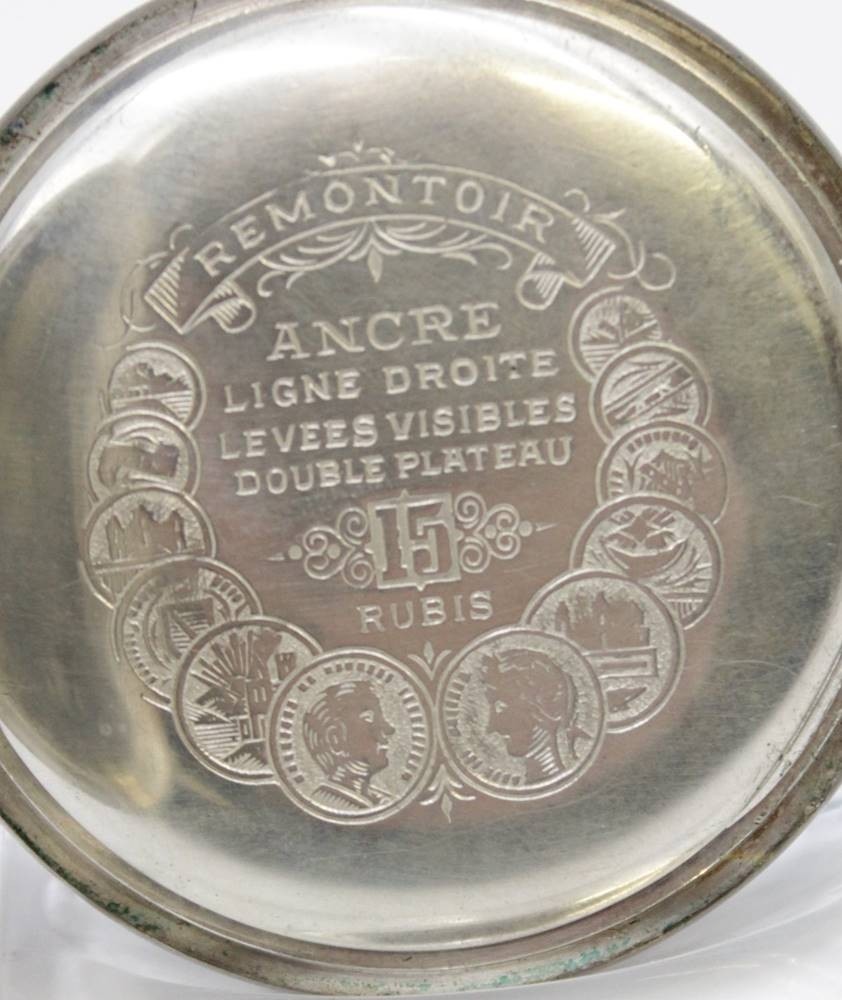 REMONTOIR
ANCRE
LIGNE DROITE
LEVEES VISIBLES
DOUBLE PLATEAU
15
RUBIS